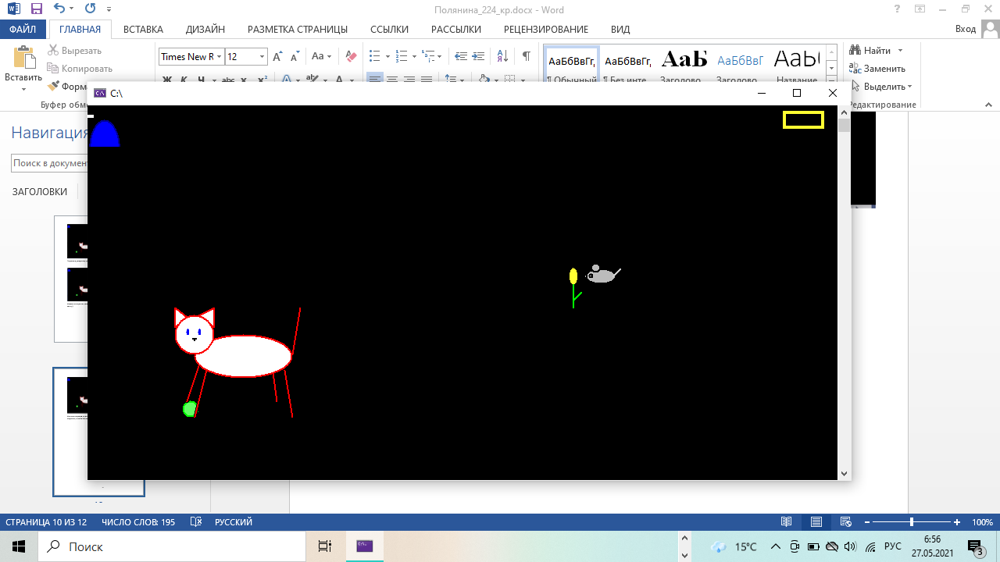 Полянина_224_кр.docx - Word
ФАЙЛ ГЛАВНАЯ ВСТАВКА ДИЗАЙН РАЗМЕТКА СТРАНИЦЫ ССЫЛКИ РАССЫЛКИ РЕЦЕНЗИРОВАНИЕ ВИД Вход
Вставить
Вырезать
Копировать
Форм
Буфер обм
Times New R 12
Aa
Ж К Ч abc x x²
АаБбВвГг, АаБбВвГг, АаБ АаБбВвГ АаБ
¶ Обычный ¶ Без инте... Заголово... Заголово... Название
Найти
Заменить
Выделить
Редактирование
C:\
Навигация
Поиск в докумен
ЗАГОЛОВКИ
СТРАНИЦА 10 ИЗ 12 ЧИСЛО СЛОВ: 195 РУССКИЙ 100%
Поиск
15°C РУС 6:56
27.05.2021
3